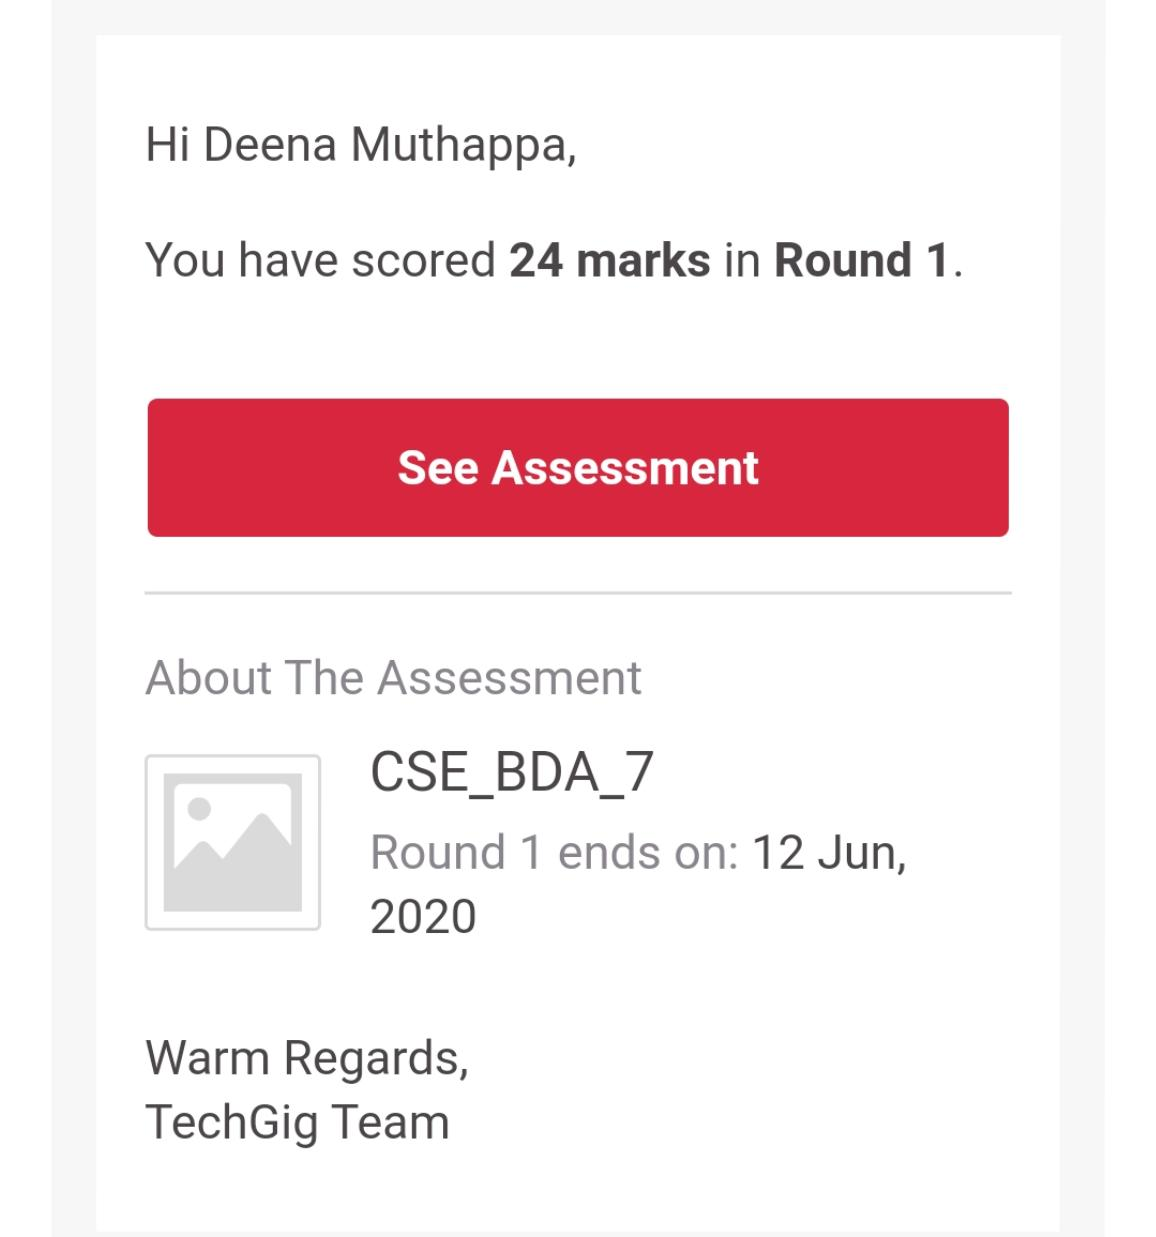 Hi Deena Muthappa,
You have scored 24 marks in Round 1.
See Assessment
About The Assessment
CSE_BDA_7
Round 1 ends on: 12 Jun,
2020
Warm Regards,
TechGig Team